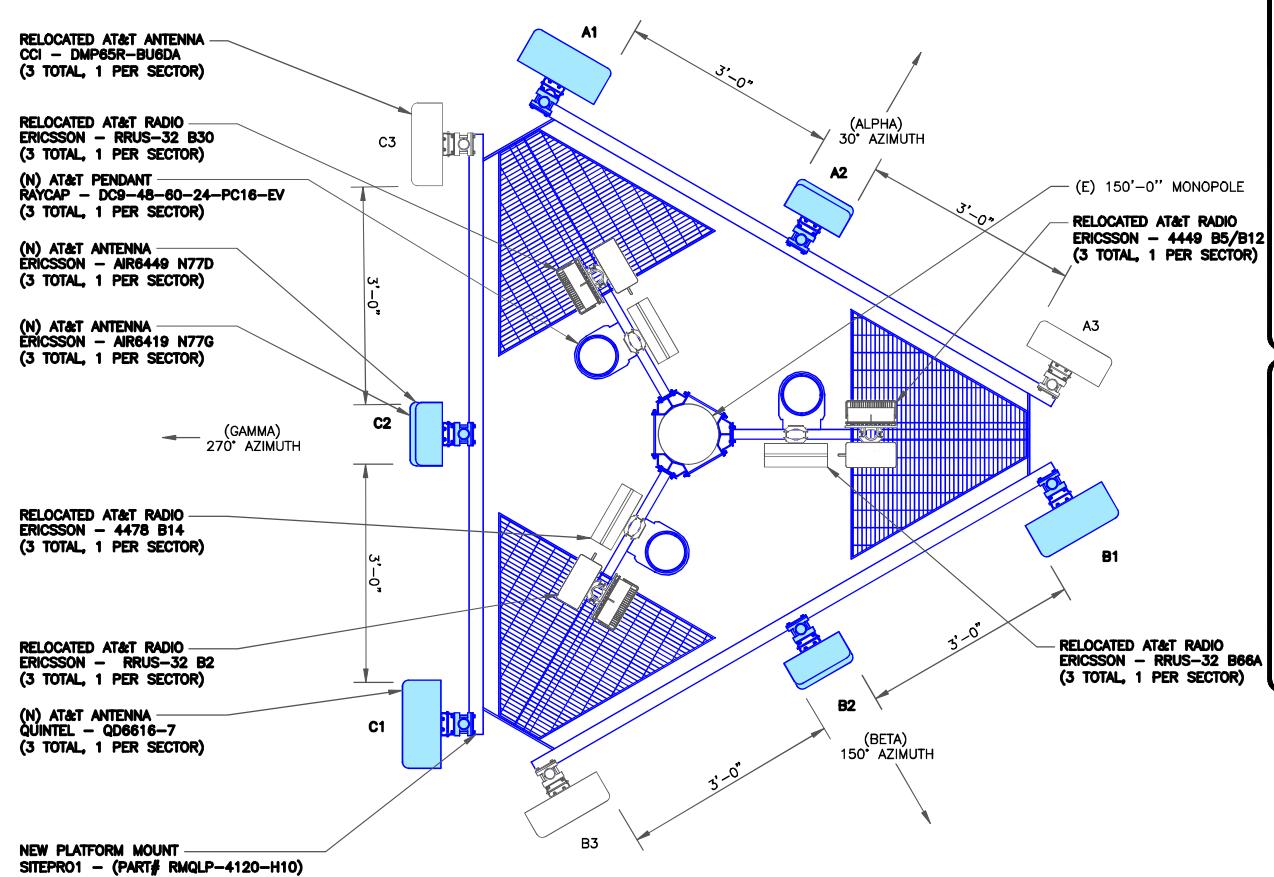 RELOCATED AT&T ANTENNA
CCI – DMP65R-BU6DA
(3 TOTAL, 1 PER SECTOR)
RELOCATED AT&T RADIO
ERICSSON – RRUS-32 B30
(3 TOTAL, 1 PER SECTOR)
(N) AT&T PENDANT
RAYCAP – DC9-48-60-24-PC16-EV
(3 TOTAL, 1 PER SECTOR)
(N) AT&T ANTENNA
ERICSSON – AIR6449 N77D
(3 TOTAL, 1 PER SECTOR)
(N) AT&T ANTENNA
ERICSSON – AIR6419 N77G
(3 TOTAL, 1 PER SECTOR)
(GAMMA)
270° AZIMUTH
RELOCATED AT&T RADIO
ERICSSON – 4478 B14
(3 TOTAL, 1 PER SECTOR)
RELOCATED AT&T RADIO
ERICSSON – RRUS-32 B2
(3 TOTAL, 1 PER SECTOR)
(N) AT&T ANTENNA
QUINTEL – QD6616-7
(3 TOTAL, 1 PER SECTOR)
NEW PLATFORM MOUNT
SITEPRO1 – (PART# RMQLP-4120-H10)
C3
3'-0"
C2
3'-0"
C1
A1
3'-0"
(ALPHA)
30° AZIMUTH
A2
3'-0"
A3
(E) 150'-0'' MONOPOLE
RELOCATED AT&T RADIO
ERICSSON – 4449 B5/B12
(3 TOTAL, 1 PER SECTOR)
B1
3'-0"
RELOCATED AT&T RADIO
ERICSSON – RRUS-32 B66A
(3 TOTAL, 1 PER SECTOR)
B2
(BETA)
150° AZIMUTH
3'-0"
B3